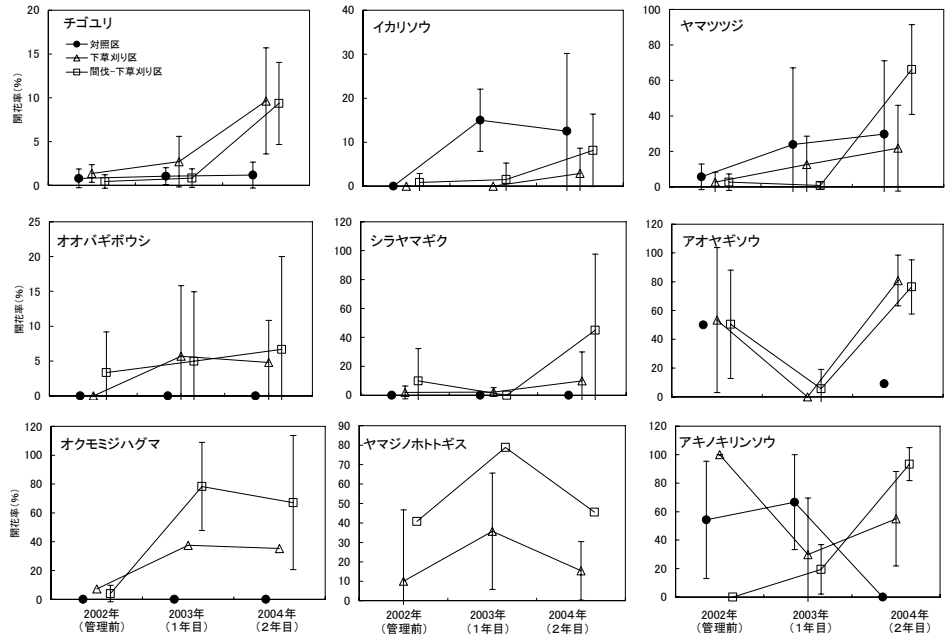 チゴユリ
開花率(%)
20
15
10
5
0
対照区
下草刈り区
間伐-下草刈り区
イカリソウ
40
30
20
10
0
ヤマツツジ
100
80
60
40
20
0
オオバギボウシ
開花率(%)
25
20
15
10
5
0
シラヤマギク
120
100
80
60
40
20
0
アオヤギソウ
120
100
80
60
40
20
0
オクモミジハグマ
開花率(%)
120
100
80
60
40
20
0
2002年 2003年 2004年
(管理前) (1年目) (2年目)
ヤマジノホトトギス
90
80
70
60
50
40
30
20
10
0
2002年 2003年 2004年
(管理前) (1年目) (2年目)
アキノキリンソウ
120
100
80
60
40
20
0
2002年 2003年 2004年
(管理前) (1年目) (2年目)